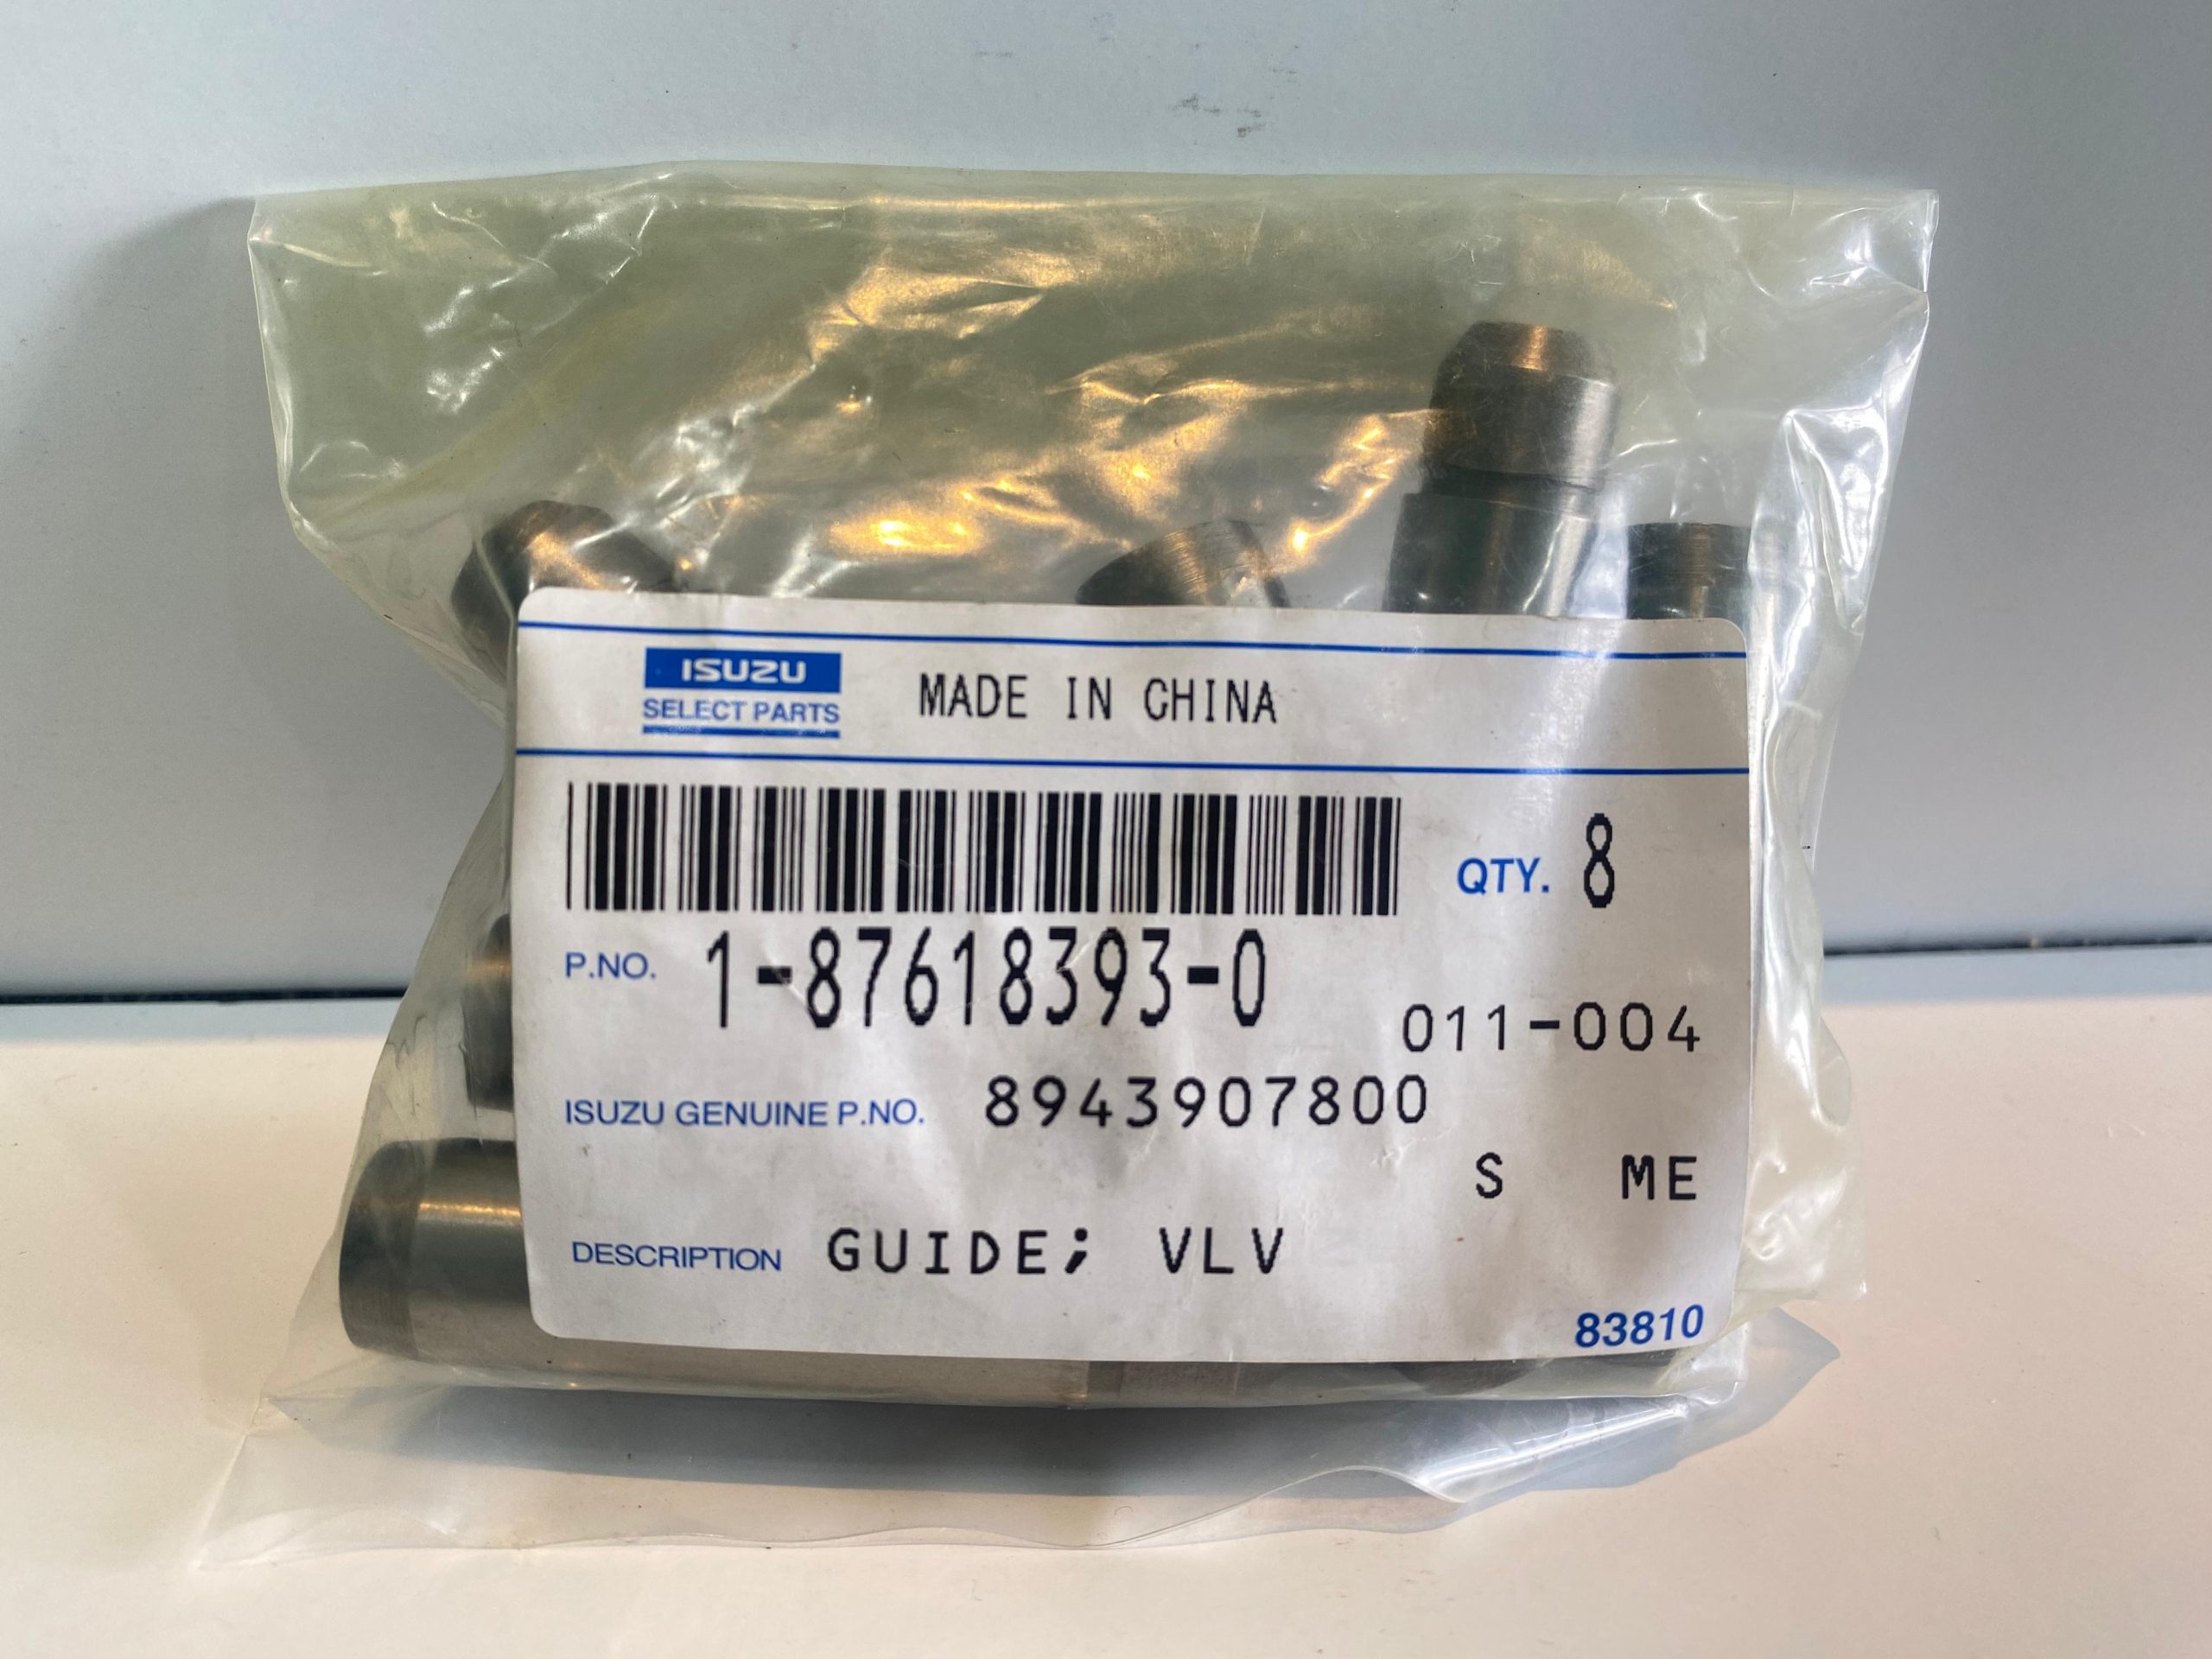 ISUZU
SELECT PARTS
MADE IN CHINA
QTY. 8
P.NO. 1-87618393-0
011-004
ISUZU GENUINE P.NO. 8943907800
S ME
DESCRIPTION GUIDE; VLV
83810